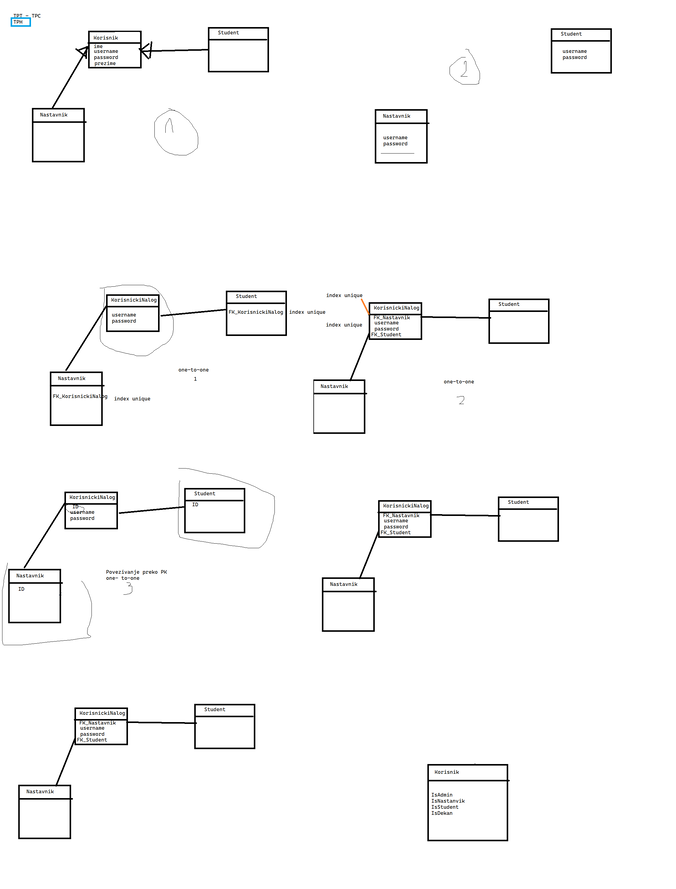 TPT - TPC
TPH
Korisnik
ime
username
password
prezime
Student
Nastavnik
1
2
Student
username
password
Nastavnik
username
password
KorisnickiNalog
username
password
Student
FK_KorisnickiNalog
index unique
Nastavnik
FK_KorisnickiNalog
index unique
one-to-one
1
index unique
index unique
KorisnickiNalog
FK_Nastavnik
username
password
FK_Student
Student
Nastavnik
one-to-one
2
KorisnickiNalog
ID
username
password
Student
ID
Nastavnik
ID
Povezivanje preko PK
one- to-one
3
KorisnickiNalog
FK_Nastavnik
username
password
FK_Student
Student
Nastavnik
KorisnickiNalog
FK_Nastavnik
username
password
FK_Student
Student
Nastavnik
Korisnik
IsAdmin
IsNastanvik
IsStudent
IsDekan